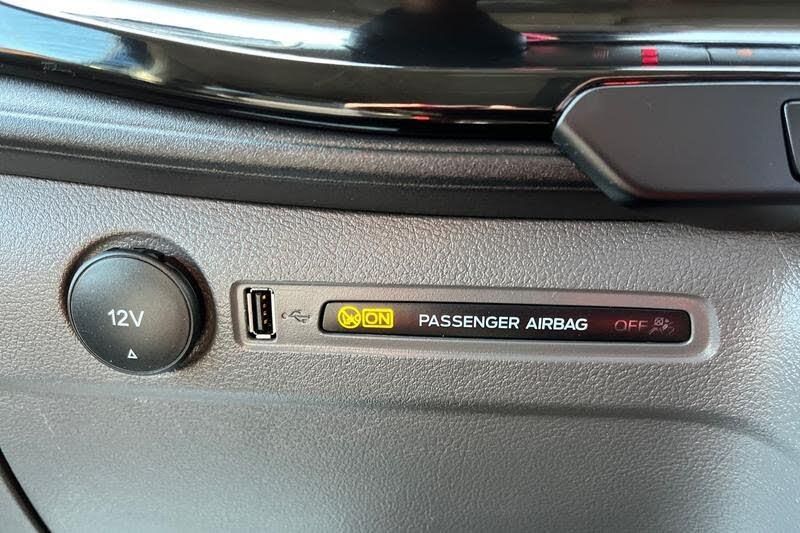 12V
ON PASSENGER AIRBAG OFF